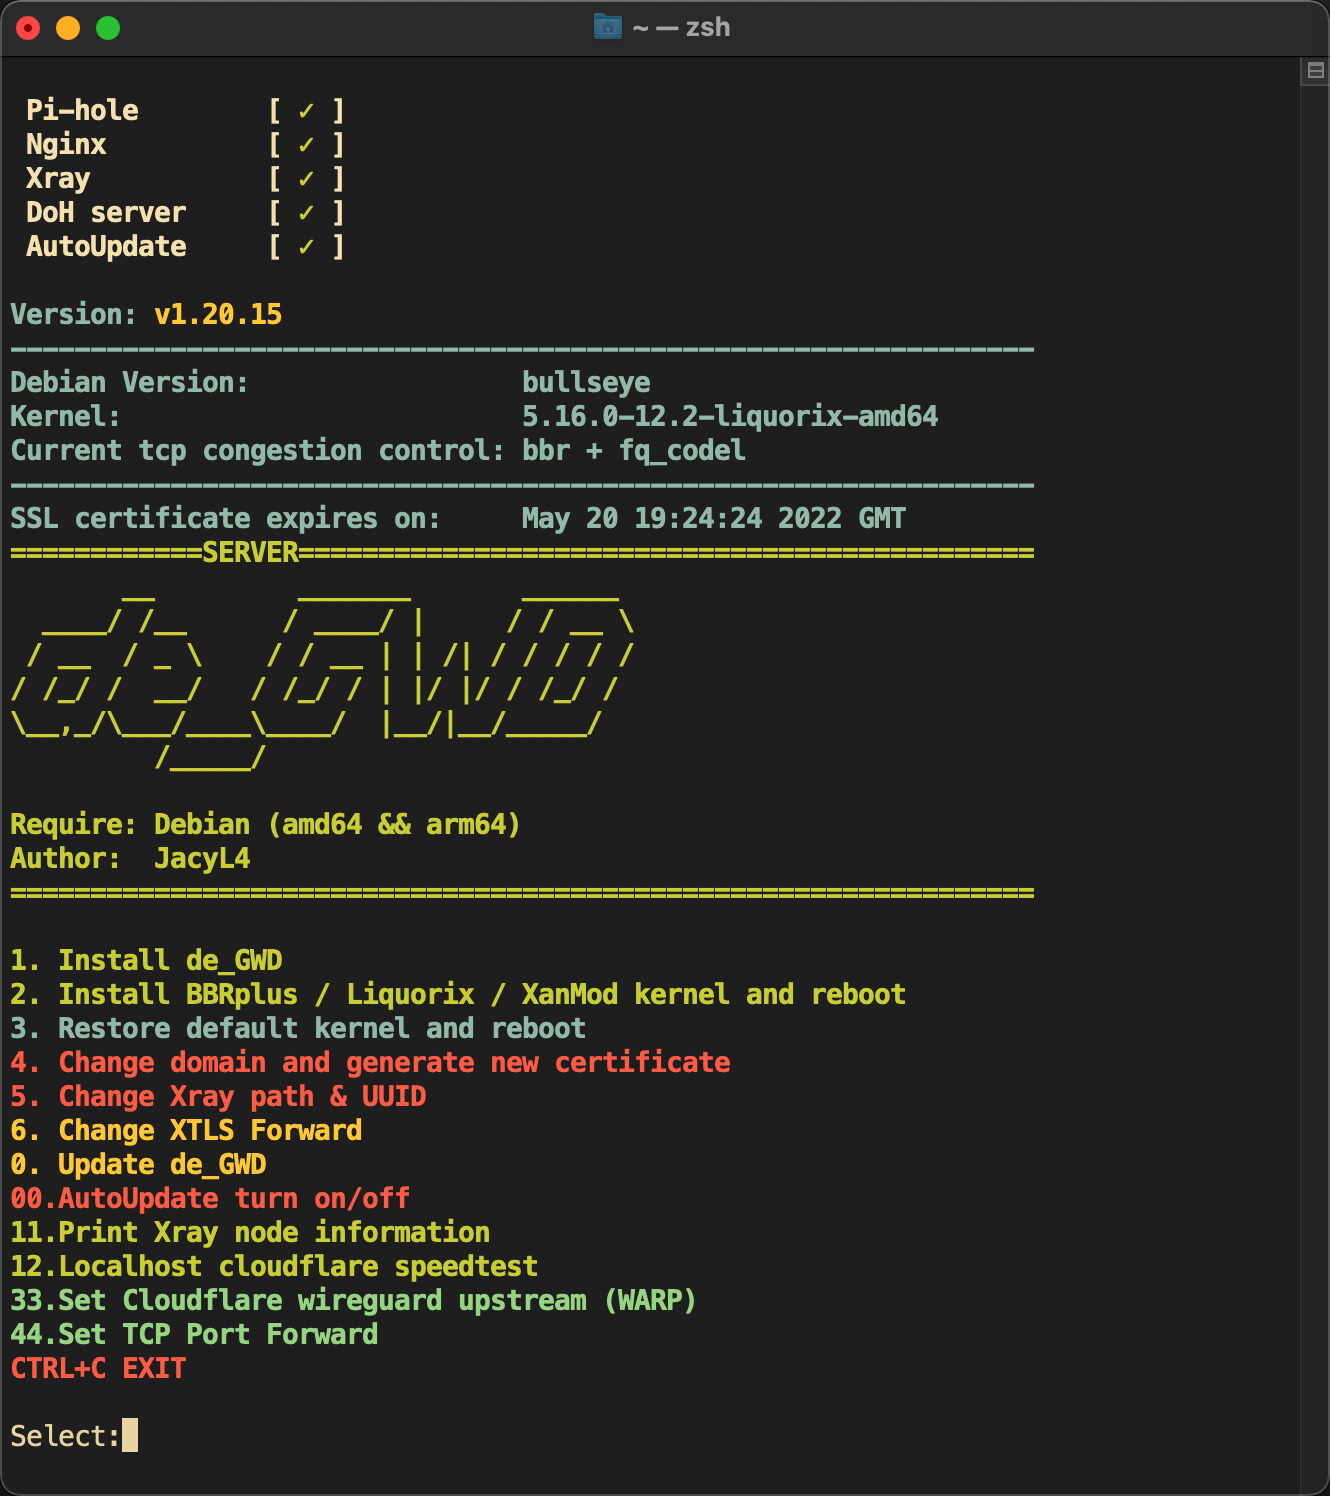 ~ — zsh
Pi-hole [ ✓ ]
Nginx [ ✓ ]
Xray [ ✓ ]
DoH server [ ✓ ]
AutoUpdate [ ✓ ]
Version: v1.20.15
----------------------------------------------------------------
Debian Version: bullseye
Kernel: 5.16.0-12.2-liquorix-amd64
Current tcp congestion control: bbr + fq_codel
----------------------------------------------------------------
SSL certificate expires on: May 20 19:24:24 2022 GMT
============SERVER==============================================
de_GWD
Require: Debian (amd64 && arm64)
Author: JacyL4
================================================================
1. Install de_GWD
2. Install BBRplus / Liquorix / XanMod kernel and reboot
3. Restore default kernel and reboot
4. Change domain and generate new certificate
5. Change Xray path & UUID
6. Change XTLS Forward
0. Update de_GWD
00.AutoUpdate turn on/off
11.Print Xray node information
12.Localhost cloudflare speedtest
33.Set Cloudflare wireguard upstream (WARP)
44.Set TCP Port Forward
CTRL+C EXIT
Select: